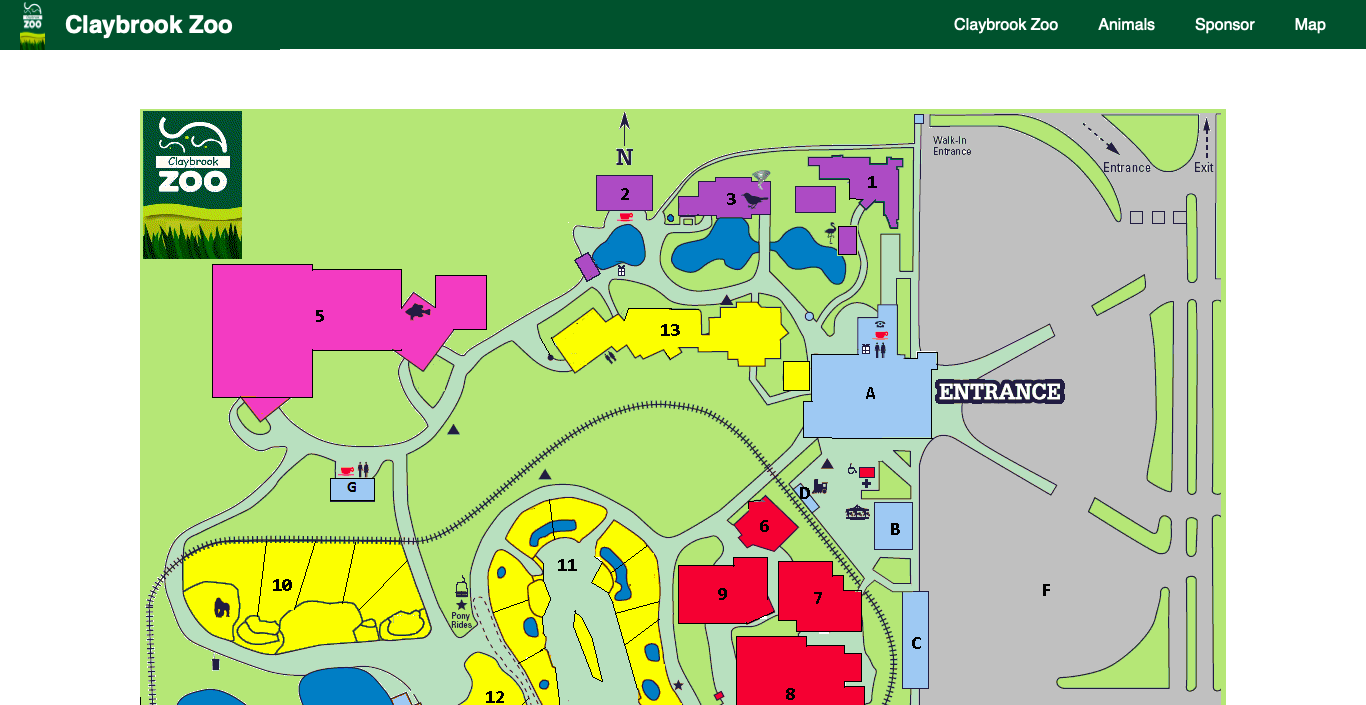 ZOO
Claybrook Zoo
Claybrook Zoo
Animals
Sponsor
Map
Claybrook
ZOO
N
Walk-In
Entrance
Entrance
Exit
1
2
3
5
13
A
ENTRANCE
G
D
B
6
11
10
9
7
F
Pony
Rides
C
12
8